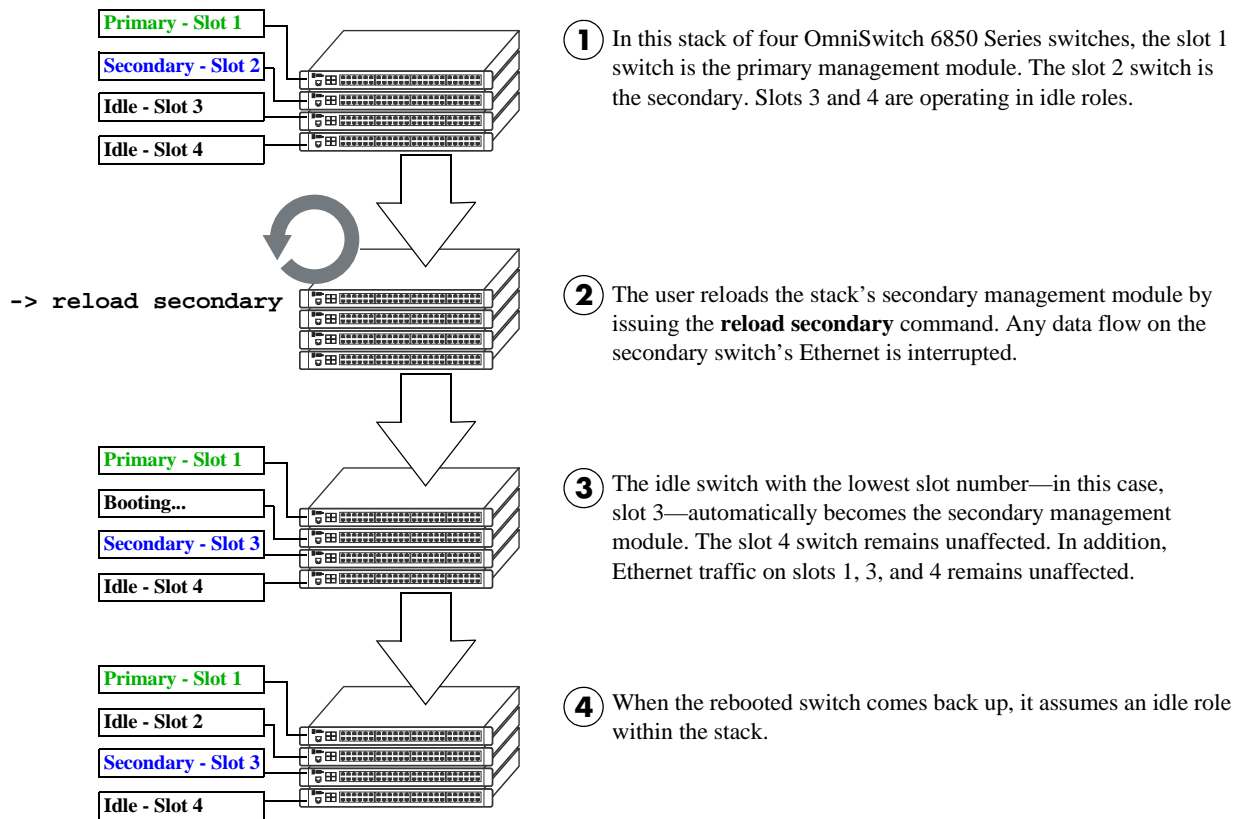 Primary - Slot 1
Secondary - Slot 2
Idle - Slot 3
Idle - Slot 4
1
In this stack of four OmniSwitch 6850 Series switches, the slot 1
switch is the primary management module. The slot 2 switch is
the secondary. Slots 3 and 4 are operating in idle roles.
-> reload secondary
2
The user reloads the stack’s secondary management module by
issuing the reload secondary command. Any data flow on the
secondary switch’s Ethernet is interrupted.
Primary - Slot 1
Booting...
Secondary - Slot 3
Idle - Slot 4
3
The idle switch with the lowest slot number—in this case,
slot 3—automatically becomes the secondary management
module. The slot 4 switch remains unaffected. In addition,
Ethernet traffic on slots 1, 3, and 4 remains unaffected.
Primary - Slot 1
Idle - Slot 2
Secondary - Slot 3
Idle - Slot 4
4
When the rebooted switch comes back up, it assumes an idle role
within the stack.